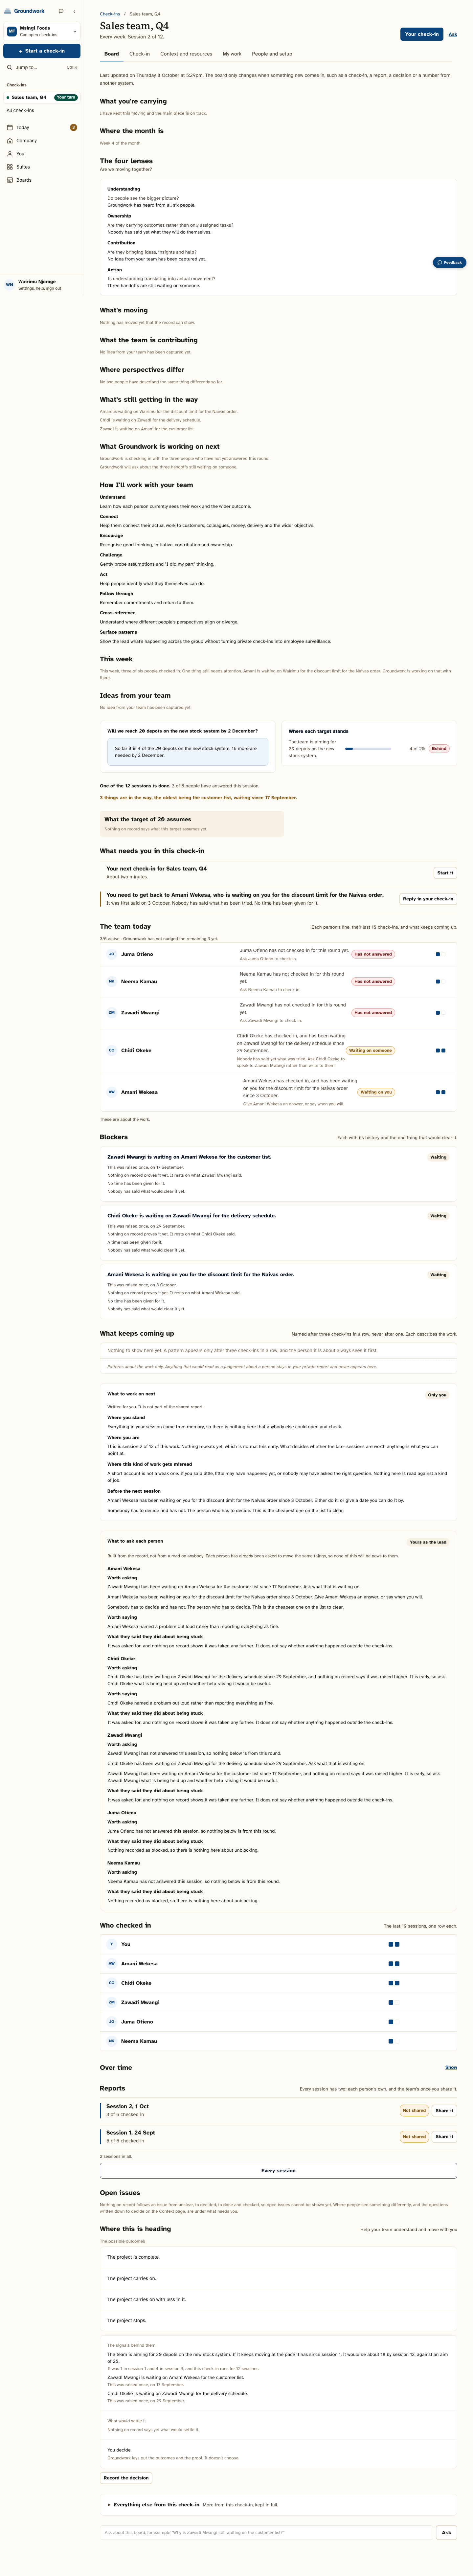 Groundwork
MF
Msingi Foods
Can open check-ins
+ Start a check-in
Jump to...
Ctrl K
Check-ins
Sales team, Q4
Your turn
All check-ins
Today
3
Company
You
Suites
Boards
WN
Wairimu Njoroge
Settings, help, sign out
Check-ins / Sales team, Q4
Sales team, Q4
Every week. Session 2 of 12.
Your check-in
Ask
Board
Check-in
Context and resources
My work
People and setup
Last updated on Thursday 8 October at 5:29pm. The board only changes when something new comes in, such as a check-in, a report, a decision or a number from
another system.
What you're carrying
I have kept this moving and the main piece is on track.
Where the month is
Week 4 of the month
The four lenses
Are we moving together?
Understanding
Do people see the bigger picture?
Groundwork has heard from all six people.
Ownership
Are they carrying outcomes rather than only assigned tasks?
Nobody has said yet what they will do themselves.
Contribution
Are they bringing ideas, insights and help?
No idea from your team has been captured yet.
Action
Is understanding translating into actual movement?
Three handoffs are still waiting on someone.
Feedback
What's moving
Nothing has moved yet that the record can show.
What the team is contributing
No idea from your team has been captured yet.
Where perspectives differ
No two people have described the same thing differently so far.
What's still getting in the way
Amani is waiting on Wairimu for the discount limit for the Naivas order.
Chidi is waiting on Zawadi for the delivery schedule.
Zawadi is waiting on Amani for the customer list.
What Groundwork is working on next
Groundwork is checking in with the three people who have not yet answered this round.
Groundwork will ask about the three handoffs still waiting on someone.
How I'll work with your team
Understand
Learn how each person currently sees their work and the wider outcome.
Connect
Help them connect their actual work to customers, colleagues, money, delivery and the wider objective.
Encourage
Recognise good thinking, initiative, contribution and ownership.
Challenge
Gently probe assumptions and "I did my part" thinking.
Act
Help people identify what they themselves can do.
Follow through
Remember commitments and return to them.
Cross-reference
Understand where different people's perspectives align or diverge.
Surface patterns
Show the lead what's happening across the group without turning private check-ins into employee surveillance.
This week
This week, three of six people checked in. One thing still needs attention. Amani is waiting on Wairimu for the discount limit for the Naivas order. Groundwork is working on that with
them.
Ideas from your team
No idea from your team has been captured yet.
Will we reach 20 depots on the new stock system by 2 December?
So far it is 4 of the 20 depots on the new stock system. 16 more are
needed by 2 December.
Where each target stands
The team is aiming for
20 depots on the new
stock system.
4 of 20
Behind
One of the 12 sessions is done. 3 of 6 people have answered this session.
3 things are in the way, the oldest being the customer list, waiting since 17 September.
What the target of 20 assumes
Nothing on record says what this target assumes yet.
What needs you in this check-in
Your next check-in for Sales team, Q4
About two minutes.
Start it
You need to get back to Amani Wekesa, who is waiting on you for the discount limit for the Naivas order.
It was first said on 3 October. Nobody has said what was tried. No time has been given for it.
Reply in your check-in
The team today
Each person's line, their last 10 check-ins, and what keeps coming up.
3/6 active · Groundwork has not nudged the remaining 3 yet.
JO
Juma Otieno
Juma Otieno has not checked in for this round yet.
Ask Juma Otieno to check in.
Has not answered
NK
Neema Kamau
Neema Kamau has not checked in for this round
yet.
Ask Neema Kamau to check in.
Has not answered
ZM
Zawadi Mwangi
Zawadi Mwangi has not checked in for this round
yet.
Ask Zawadi Mwangi to check in.
Has not answered
CO
Chidi Okeke
Chidi Okeke has checked in, and has been waiting
on Zawadi Mwangi for the delivery schedule since
29 September.
Nobody has said yet what was tried. Ask Chidi Okeke to
speak to Zawadi Mwangi rather than write to them.
Waiting on someone
AW
Amani Wekesa
Amani Wekesa has checked in, and has been waiting
on you for the discount limit for the Naivas order
since 3 October.
Give Amani Wekesa an answer, or say when you will.
Waiting on you
These are about the work.
Blockers
Each with its history and the one thing that would clear it.
Zawadi Mwangi is waiting on Amani Wekesa for the customer list.
Waiting
This was raised once, on 17 September.
Nothing on record proves it yet. It rests on what Zawadi Mwangi said.
No time has been given for it.
Nobody has said what would clear it yet.
Chidi Okeke is waiting on Zawadi Mwangi for the delivery schedule.
Waiting
This was raised once, on 29 September.
Nothing on record proves it yet. It rests on what Chidi Okeke said.
A time has been given for it.
Nobody has said what would clear it yet.
Amani Wekesa is waiting on you for the discount limit for the Naivas order.
Waiting
This was raised once, on 3 October.
Nothing on record proves it yet. It rests on what Amani Wekesa said.
No time has been given for it.
Nobody has said what would clear it yet.
What keeps coming up
Named after three check-ins in a row, never after one. Each describes the work.
Nothing to show here yet. A pattern appears only after three check-ins in a row, and the person it is about always sees it first.
Patterns about the work only. Anything that would read as a judgement about a person stays in your private report and never appears here.
What to work on next
Only you
Written for you. It is not part of the shared report.
Where you stand
Everything in your session came from memory, so there is nothing here that anybody else could open and check.
Where you are
This is session 2 of 12 of them. Nothing repeats yet, which is normal this early. What decides whether the later sessions are worth anything is what you can
point at.
Where this kind of work gets misread
A short account is not a weak one. If you said little, little may have happened, or nobody may have asked the right question. Nothing here is read against a kind
of job.
Before the next session
Amani Wekesa has been waiting on you for the discount limit for the Naivas order since 3 October. Either do it, or give a date you can do it by.
Somebody has to decide and has not. The person who has to decide. This is the cheapest one on the list to clear.
What to ask each person
Yours as the lead
Built from the record, not from a read on anybody. Each person has already been asked to move the same things, so none of this will be news to them.
Amani Wekesa
Worth asking
Zawadi Mwangi has been waiting on Amani Wekesa for the customer list since 17 September. Ask what that is waiting on.
Amani Wekesa has been waiting on you for the discount limit for the Naivas order since 3 October. Give Amani Wekesa an answer, or say when you will.
Somebody has to decide and has not. The person who has to decide. This is the cheapest one on the list to clear.
Worth saying
Amani Wekesa named a problem out loud rather than reporting everything as fine.
What they said they did about being stuck
It was asked for, and nothing on record shows it was taken any further. It does not say whether anything happened outside the check-ins.
Chidi Okeke
Worth asking
Chidi Okeke has been waiting on Zawadi Mwangi for the delivery schedule since 29 September, and nothing on record says it was raised higher. It is early, so ask
Chidi Okeke what is being held up and whether help raising it would be useful.
Worth saying
Chidi Okeke named a problem out loud rather than reporting everything as fine.
What they said they did about being stuck
It was asked for, and nothing on record shows it was taken any further. It does not say whether anything happened outside the check-ins.
Zawadi Mwangi
Worth asking
Zawadi Mwangi has not answered this session, so nothing below is from this round.
Chidi Okeke has been waiting on Zawadi Mwangi for the delivery schedule since 29 September. Ask what that is waiting on.
Zawadi Mwangi has been waiting on Amani Wekesa for the customer list since 17 September, and nothing on record says it was raised higher. It is early, so ask
Zawadi Mwangi what is being held up and whether help raising it would be useful.
What they said they did about being stuck
It was asked for, and nothing on record shows it was taken any further. It does not say whether anything happened outside the check-ins.
Juma Otieno
Worth asking
Juma Otieno has not answered this session, so nothing below is from this round.
What they said they did about being stuck
Nothing recorded as blocked, so there is nothing here about unblocking.
Neema Kamau
Worth asking
Neema Kamau has not answered this session, so nothing below is from this round.
What they said they did about being stuck
Nothing recorded as blocked, so there is nothing here about unblocking.
Who checked in
The last 10 sessions, one row each.
Y
You
AW
Amani Wekesa
CO
Chidi Okeke
ZM
Zawadi Mwangi
JO
Juma Otieno
NK
Neema Kamau
Over time
Show
Reports
Every session has two: each person's own, and the team's once you share it.
Session 2, 1 Oct
3 of 6 checked in
Not shared
Share it
Session 1, 24 Sept
6 of 6 checked in
Not shared
Share it
2 sessions in all.
Every session
Open issues
Nothing on record follows an issue from unclear, to decided, to done and checked, so open issues cannot be shown yet. Where people see something differently, and the questions
written down to decide on the Context page, are under what needs you.
Where this is heading
Help your team understand and move with you
The possible outcomes
The project is complete.
The project carries on.
The project carries on with less in it.
The project stops.
The signals behind them
The team is aiming for 20 depots on the new stock system. If it keeps moving at the pace it has since session 1, it would be about 10 by session 12, against an aim
of 20.
Zawadi Mwangi is waiting on Amani Wekesa for the customer list.
This was raised once, on 17 September.
Chidi Okeke is waiting on Zawadi Mwangi for the delivery schedule.
This was raised once, on 29 September.
What would settle it
Nothing on record says yet what would settle it.
You decide.
Groundwork lays out the outcomes and the proof. It doesn't choose.
Record the decision
Everything else from this check-in More from this check-in, kept in full.
Ask about this board, for example "Why is Zawadi Mwangi still waiting on the customer list?"
Ask